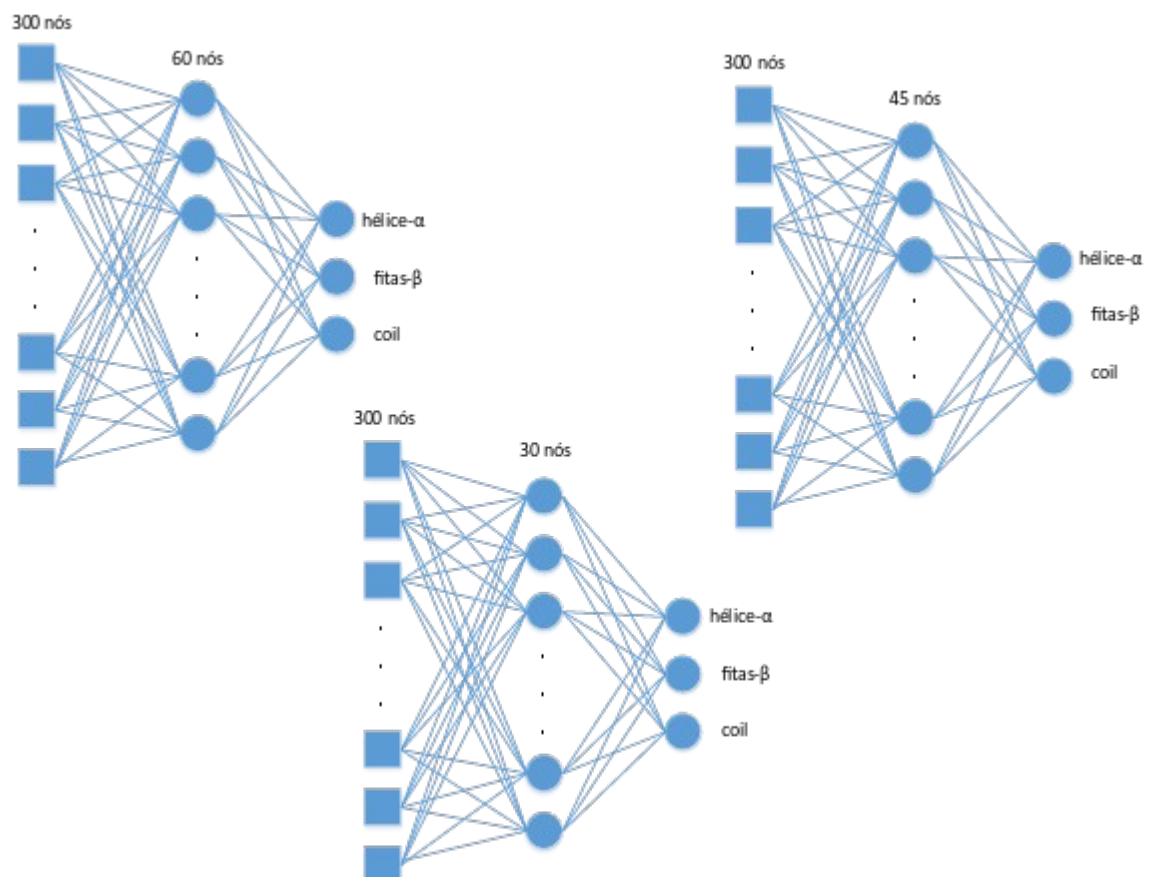 300 nós
60 nós
hélice-α
fitas-β
coil
300 nós
45 nós
hélice-α
fitas-β
coil
300 nós
30 nós
hélice-α
fitas-β
coil